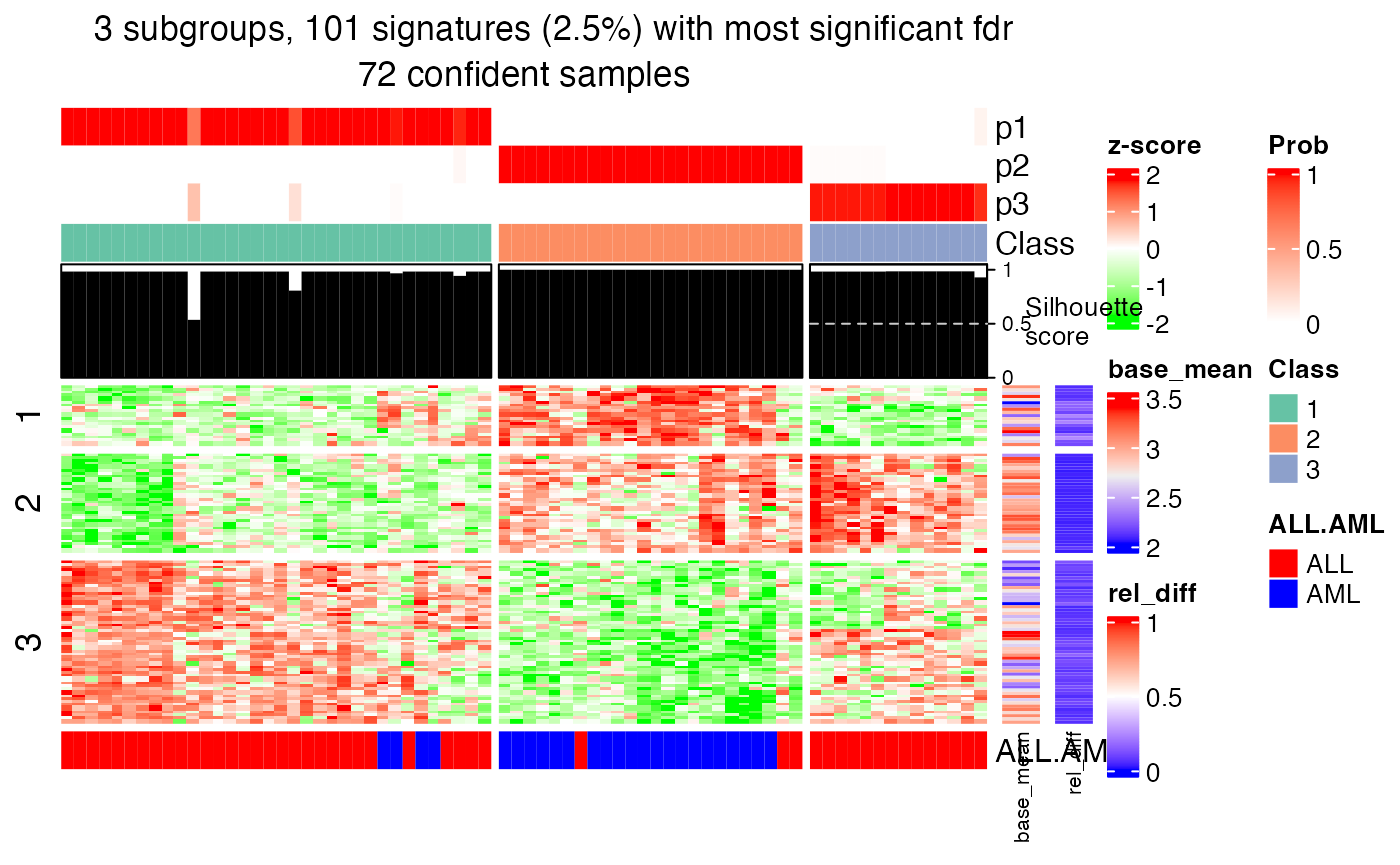 3 subgroups, 101 signatures (2.5%) with most significant fdr
72 confident samples
p1
p2
p3
Class
1
0.5
0
Silhouette
score
1
2
3
ALL.AM
base_mean
rel_diff
z-score
2
1
0
-1
-2
base_mean
3.5
3
2.5
2
rel_diff
1
0.5
0
Prob
1
0.5
0
Class
1
2
3
ALL.AML
ALL
AML